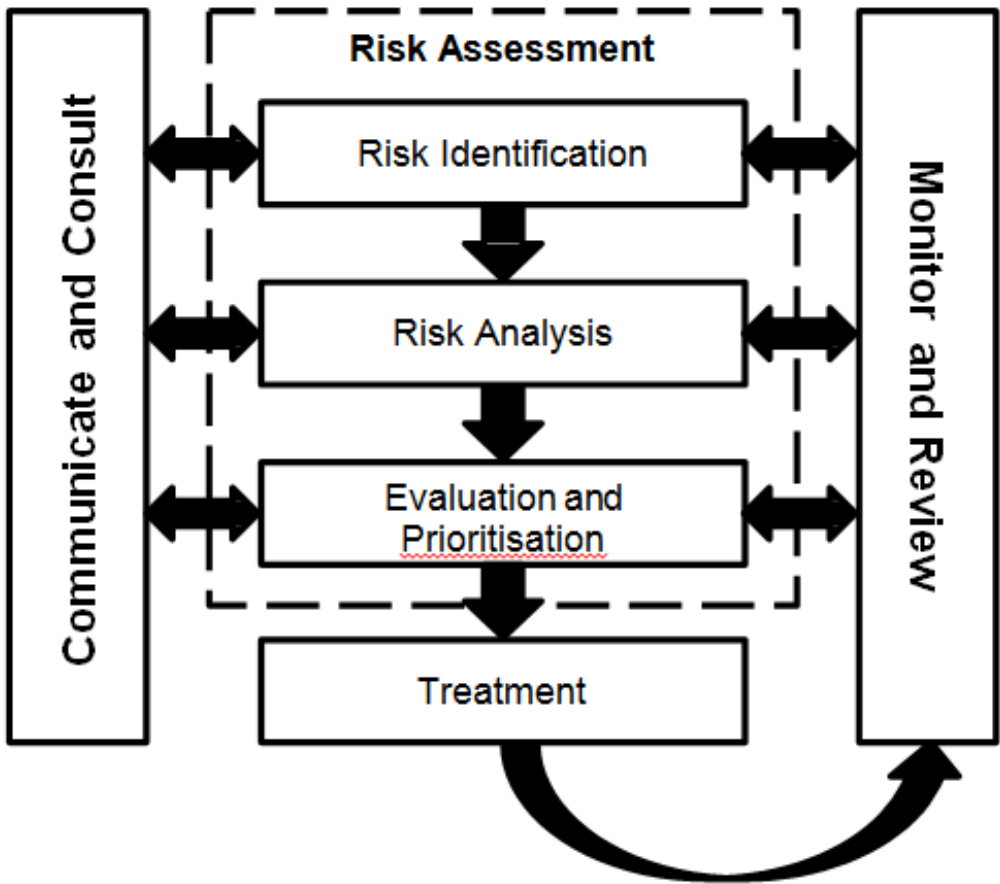 Risk Assessment
Communicate and Consult
Risk Identification
Monitor and Review
Risk Analysis
Evaluation and
Prioritisation
Treatment